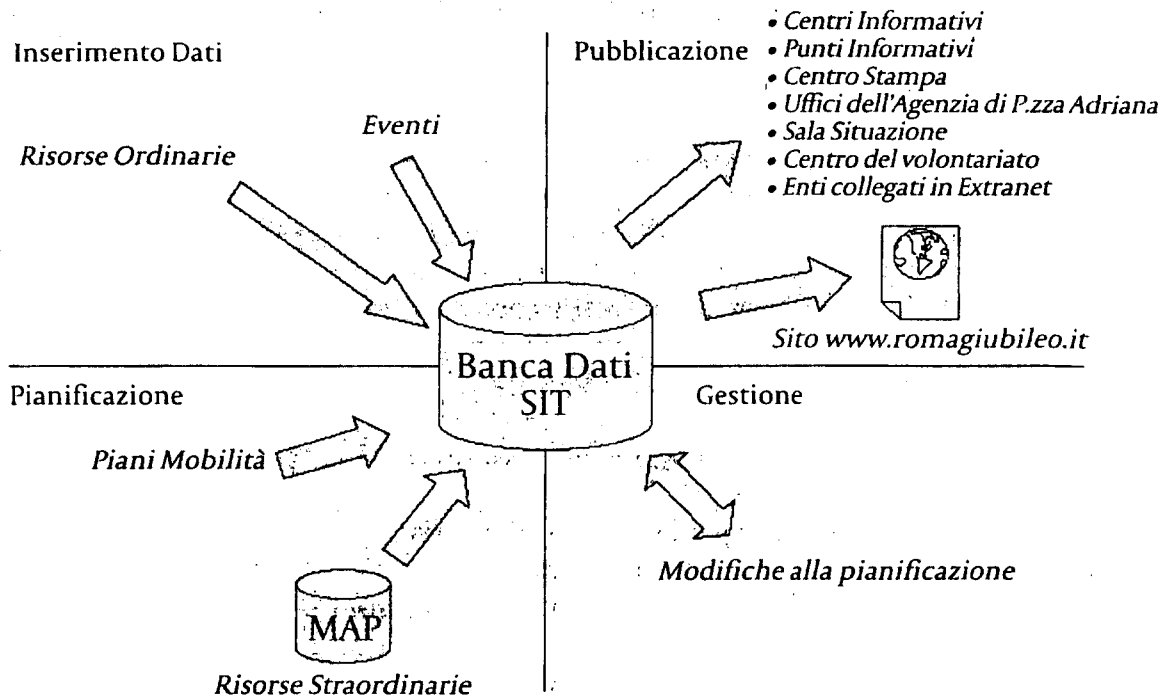 Inserimento Dati
Eventi
Risorse Ordinarie
Pubblicazione
• Centri Informativi
• Punti Informativi
• Centro Stampa
• Uffici dell'Agenzia di P.zza Adriana
• Sala Situazione
• Centro del volontariato
• Enti collegati in Extranet
Sito www.romagiubileo.it
Banca Dati
SIT
Pianificazione
Piani Mobilità
MAP
Risorse Straordinarie
Gestione
Modifiche alla pianificazione